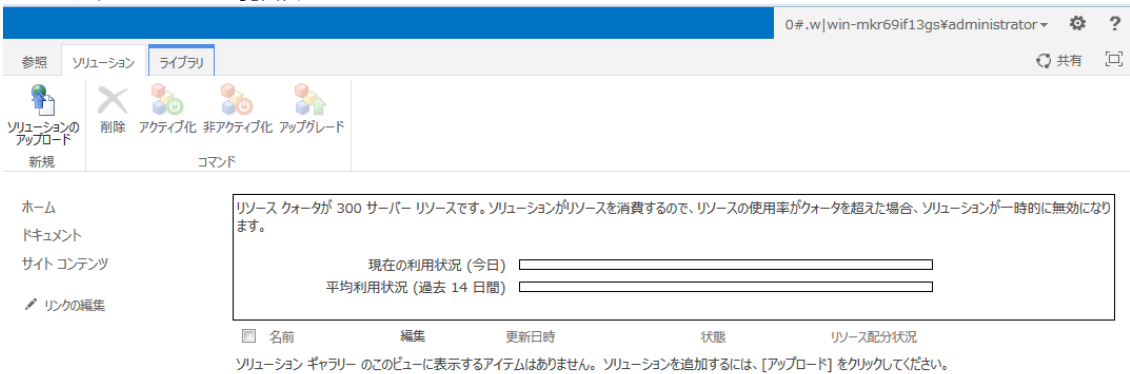 0#.w|win-mkr69if13gs¥administrator
?
参照 ソリューション ライブラリ
共有
ソリューションの
アップロード
削除 アクティブ化 非アクティブ化 アップグレード
新規 コマンド
ホーム
ドキュメント
サイト コンテンツ
リンクの編集
リソース クォータが 300 サーバー リソースです。ソリューションがリソースを消費するので、リソースの使用率がクォータを超えた場合、ソリューションが一時的に無効になり
ます。
現在の利用状況 (今日)
平均利用状況 (過去 14 日間)
名前 編集 更新日時 状態 リソース配分状況
ソリューション ギャラリー のこのビューに表示するアイテムはありません。ソリューションを追加するには、[アップロード] をクリックしてください。